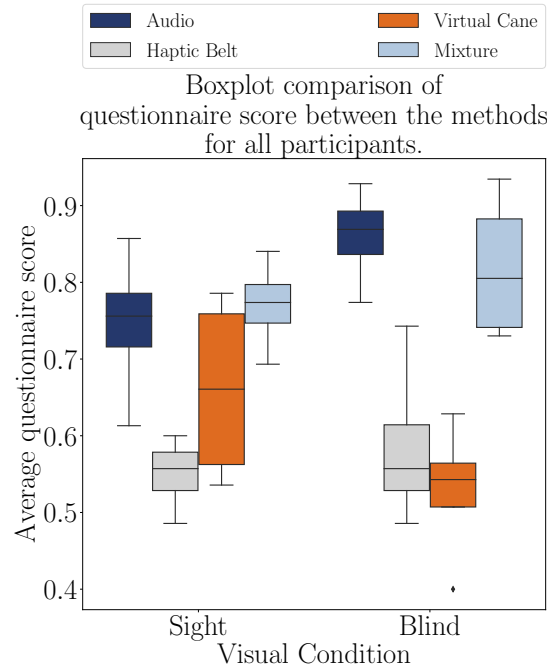 Audio
Haptic Belt
Virtual Cane
Mixture
Boxplot comparison of
questionnaire score between the methods
for all participants.
Average questionnaire score
0.9
0.8
0.7
0.6
0.5
0.4
Sight
Blind
Visual Condition